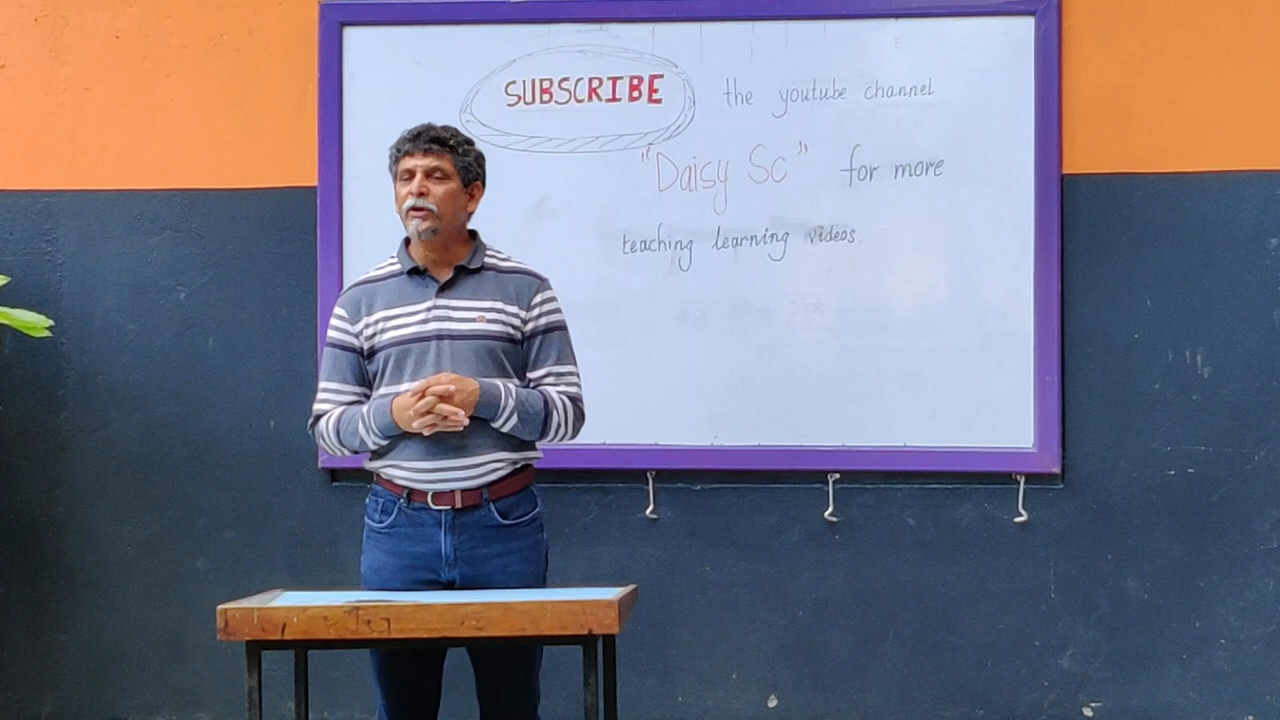 SUBSCRIBE the youtube channel
"Daisy Sc" for more
teaching learning videos.